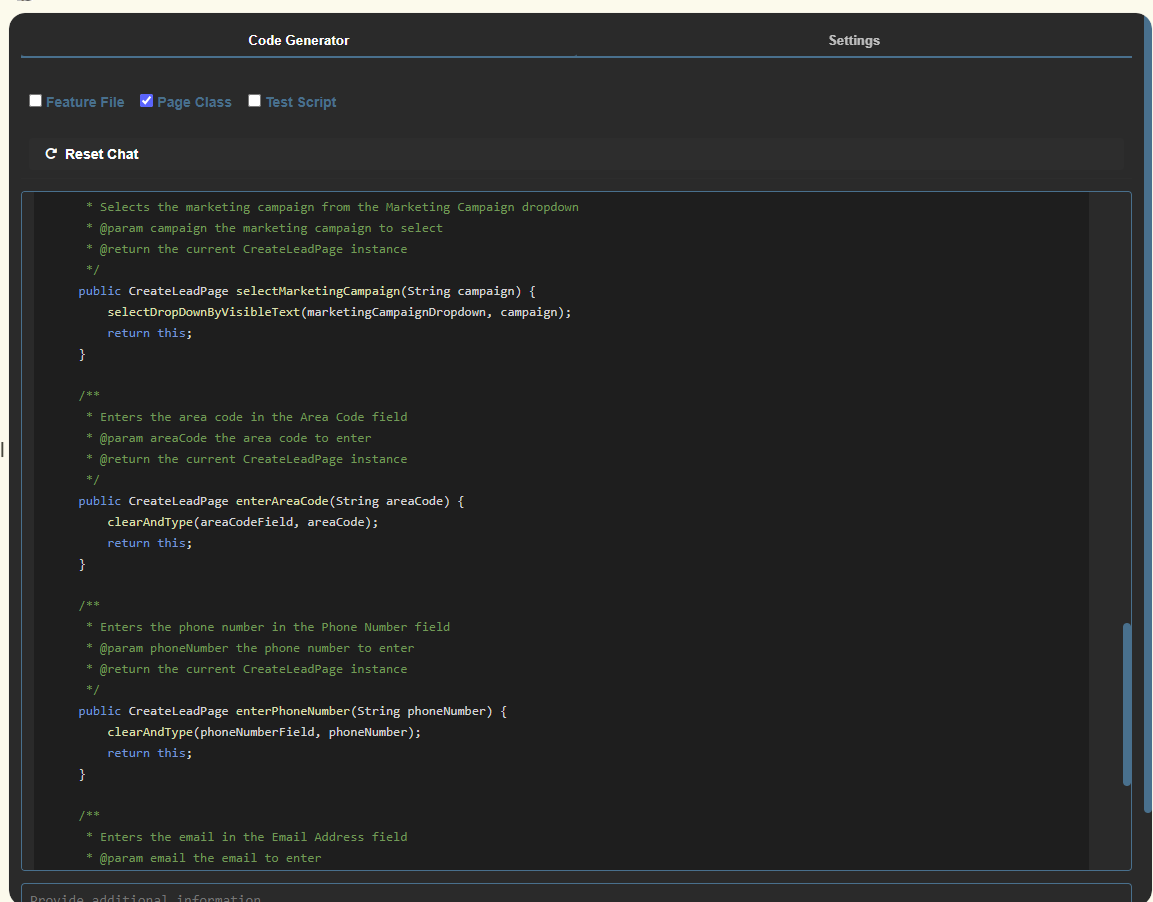 Code Generator
Settings
Feature File
Page Class
Test Script
Reset Chat
* Selects the marketing campaign from the Marketing Campaign dropdown
* @param campaign the marketing campaign to select
* @return the current CreateLeadPage instance
*/
public CreateLeadPage selectMarketingCampaign(String campaign) {
selectDropDownByVisibleText(marketingCampaignDropdown, campaign);
return this;
}
/**
* Enters the area code in the Area Code field
* @param areaCode the area code to enter
* @return the current CreateLeadPage instance
*/
public CreateLeadPage enterAreaCode(String areaCode) {
clearAndType(areaCodeField, areaCode);
return this;
}
/**
* Enters the phone number in the Phone Number field
* @param phoneNumber the phone number to enter
* @return the current CreateLeadPage instance
*/
public CreateLeadPage enterPhoneNumber(String phoneNumber) {
clearAndType(phoneNumberField, phoneNumber);
return this;
}
/**
* Enters the email in the Email Address field
* @param email the email to enter
Provide additional information